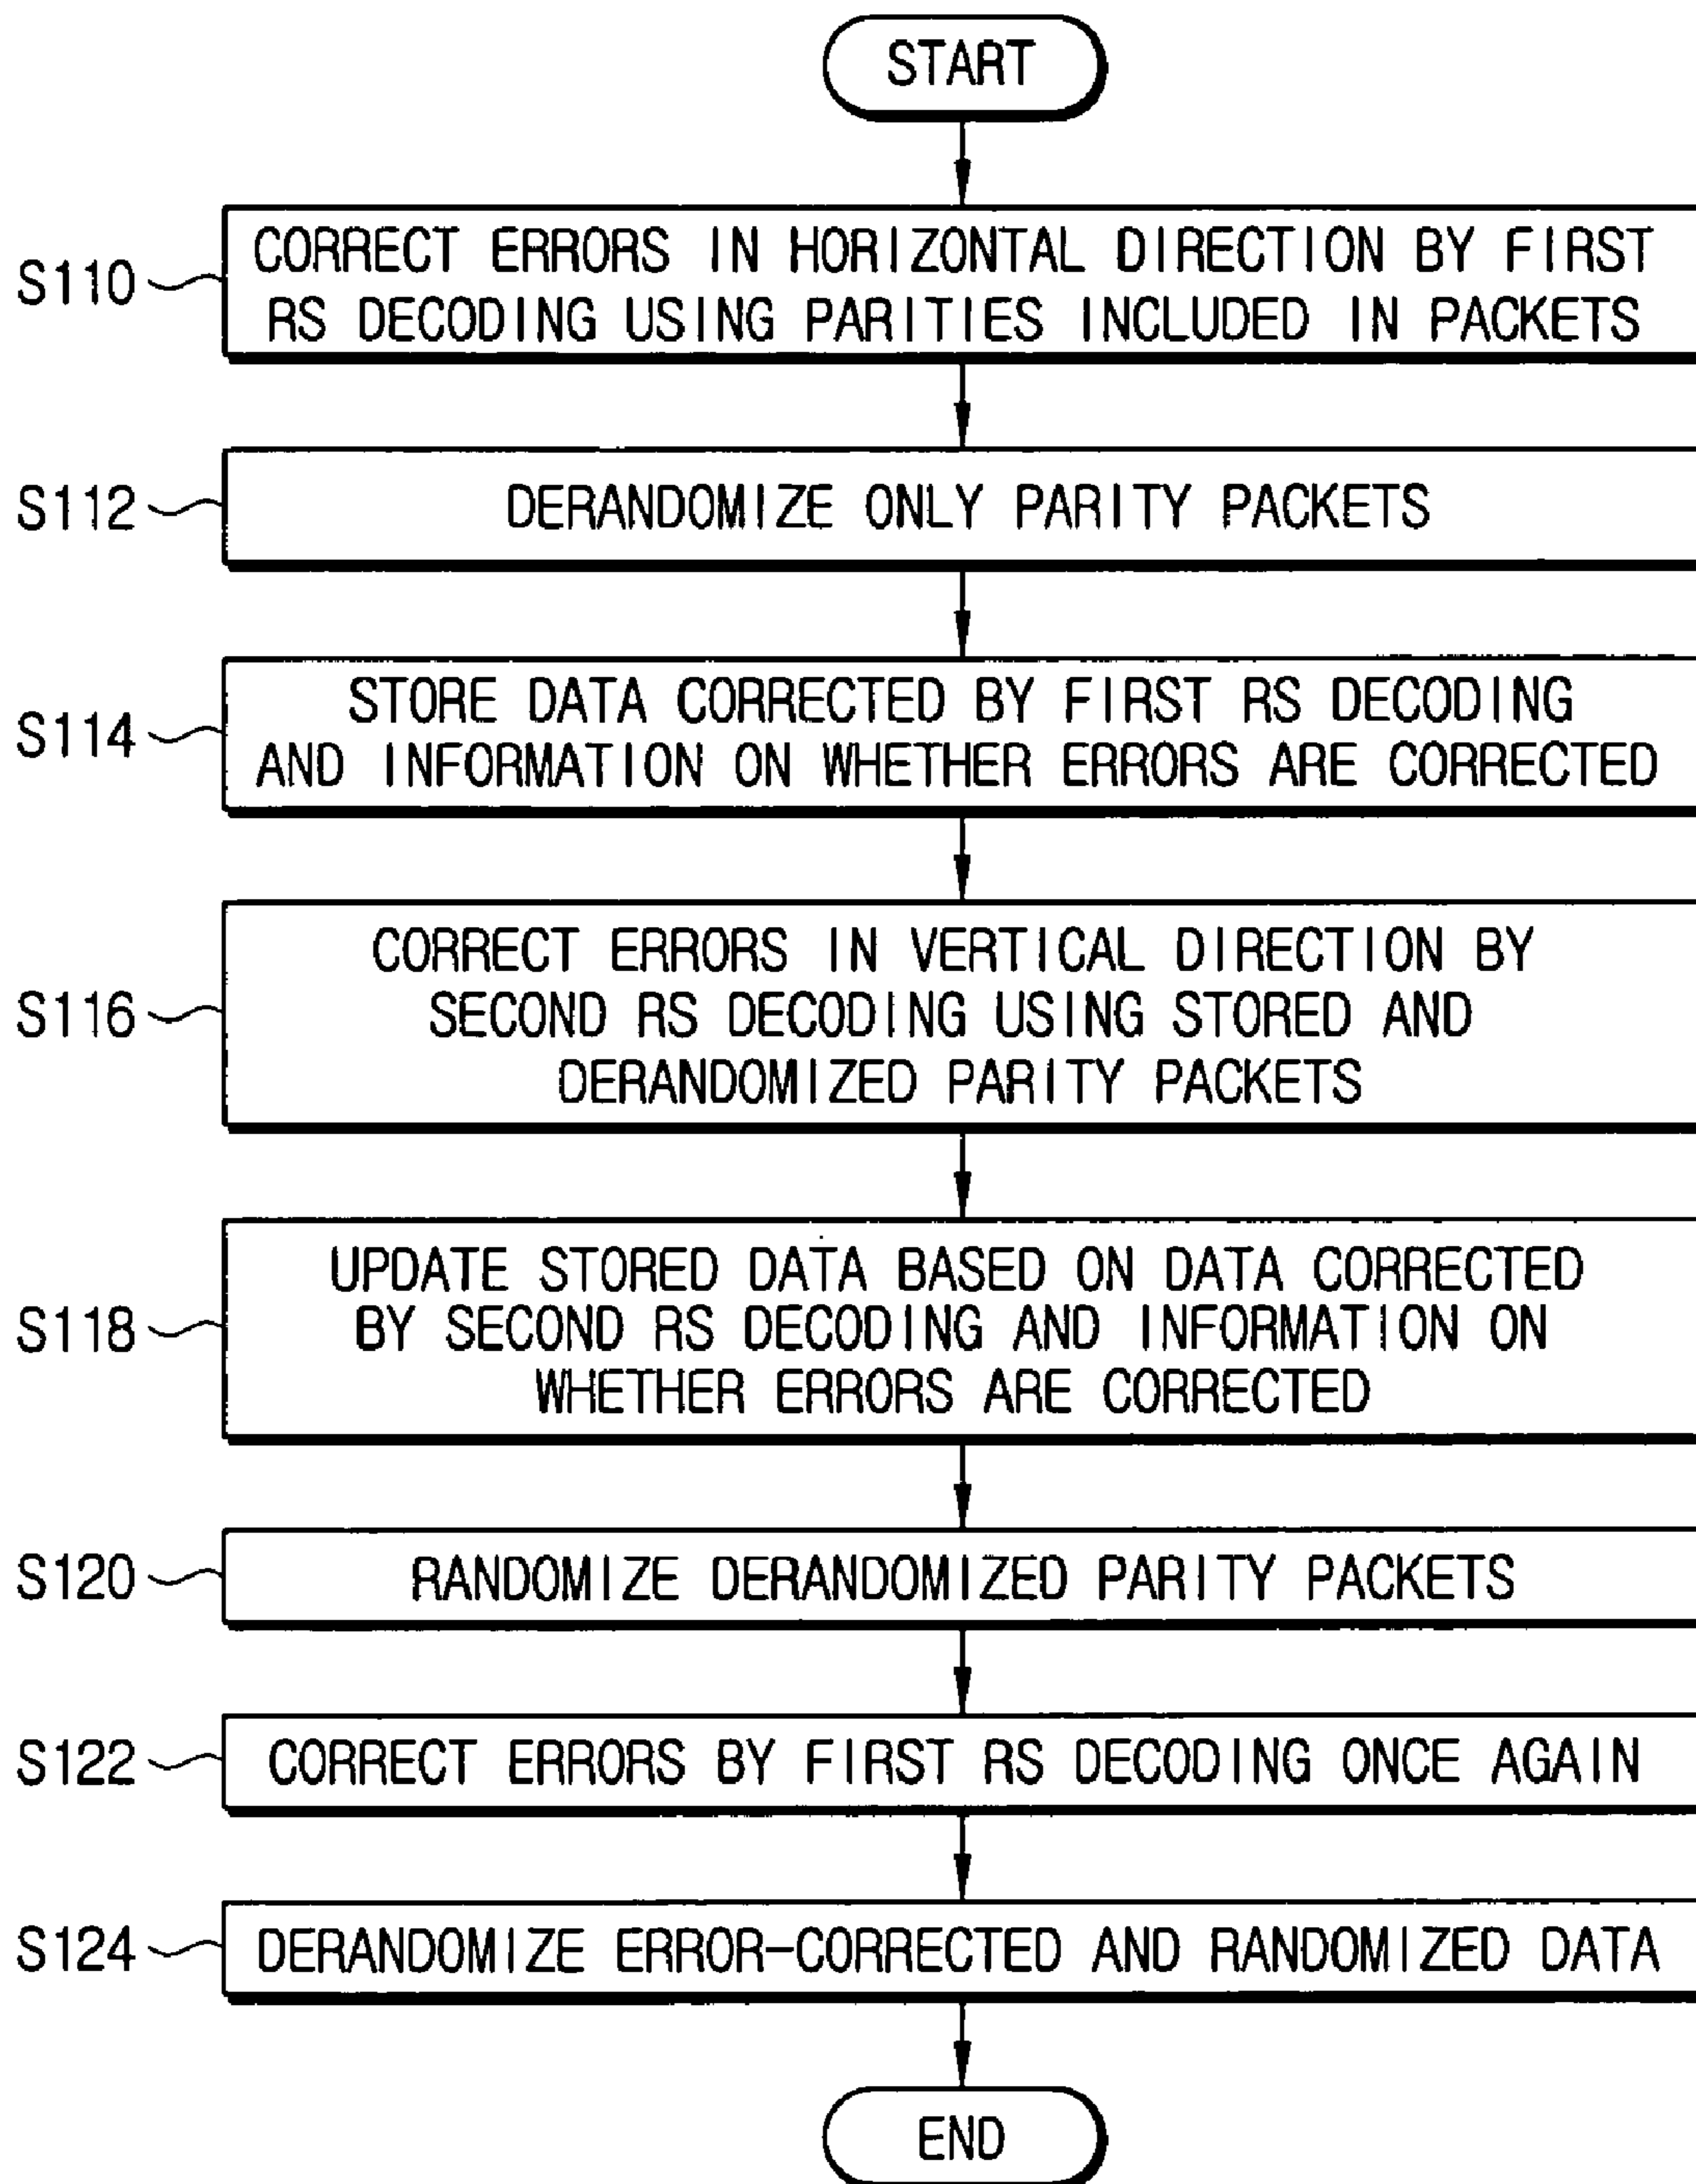 START
S110
CORRECT ERRORS IN HORIZONTAL DIRECTION BY FIRST
RS DECODING USING PARITIES INCLUDED IN PACKETS
S112
DERANDOMIZE ONLY PARITY PACKETS
S114
STORE DATA CORRECTED BY FIRST RS DECODING
AND INFORMATION ON WHETHER ERRORS ARE CORRECTED
S116
CORRECT ERRORS IN VERTICAL DIRECTION BY
SECOND RS DECODING USING STORED AND
DERANDOMIZED PARITY PACKETS
S118
UPDATE STORED DATA BASED ON DATA CORRECTED
BY SECOND RS DECODING AND INFORMATION ON
WHETHER ERRORS ARE CORRECTED
S120
RANDOMIZE DERANDOMIZED PARITY PACKETS
S122
CORRECT ERRORS BY FIRST RS DECODING ONCE AGAIN
S124
DERANDOMIZE ERROR-CORRECTED AND RANDOMIZED DATA
END